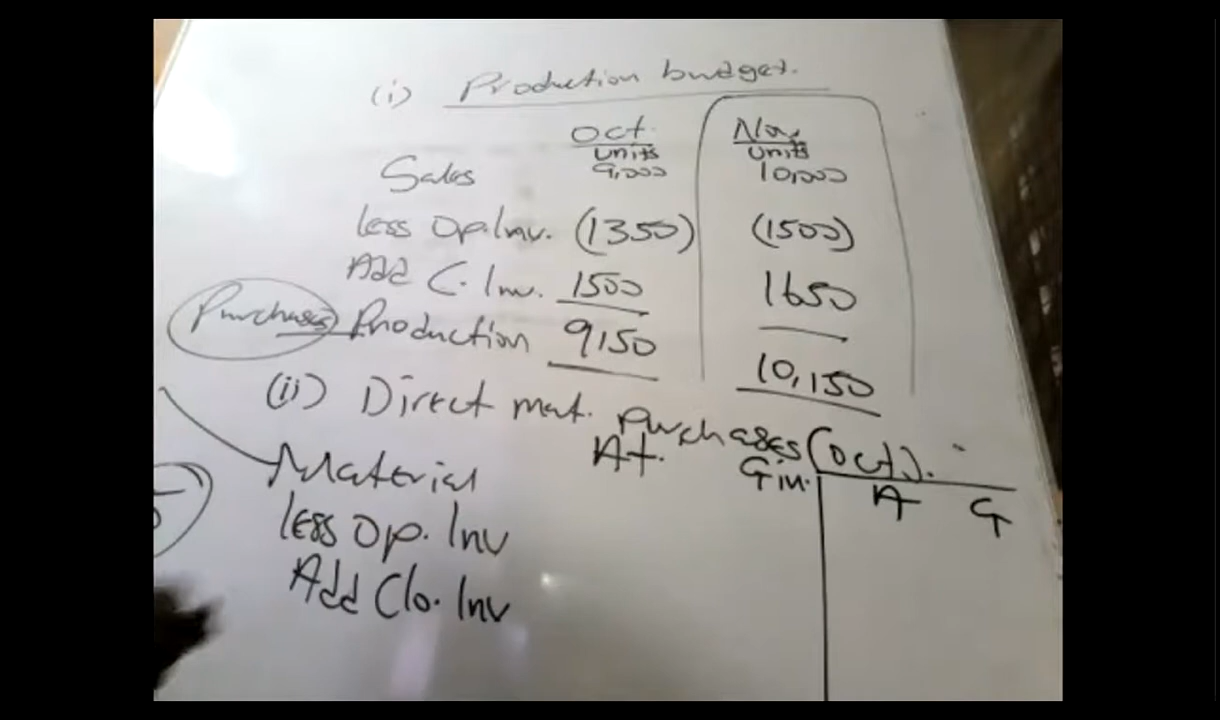 (i) Production budget.
Oct. Nov.
units units
Sales 9,000 10,000
less Op. Inv. (1350) (1500)
Add C. Inv. 1500 1650
Purchases Production 9150 10,150
(ii) Direct mat. Purchases (Oct).
At. Gin. A G
Material
less Op. Inv
Add Clo. Inv